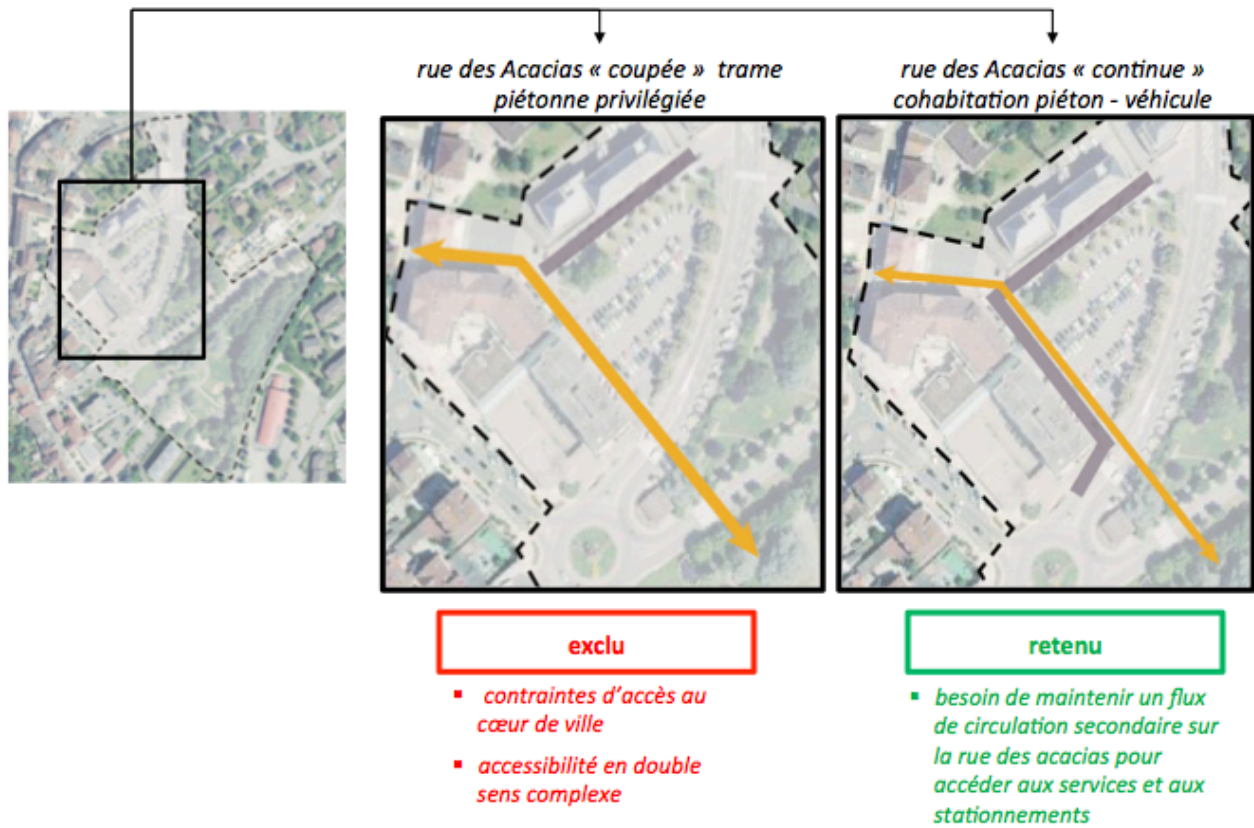 rue des Acacias « coupée » trame
piétonne privilégiée
rue des Acacias « continue »
cohabitation piéton - véhicule
exclu
▪ contraintes d’accès au
cœur de ville
▪ accessibilité en double
sens complexe
retenu
▪ besoin de maintenir un flux
de circulation secondaire sur
la rue des acacias pour
accéder aux services et aux
stationnements